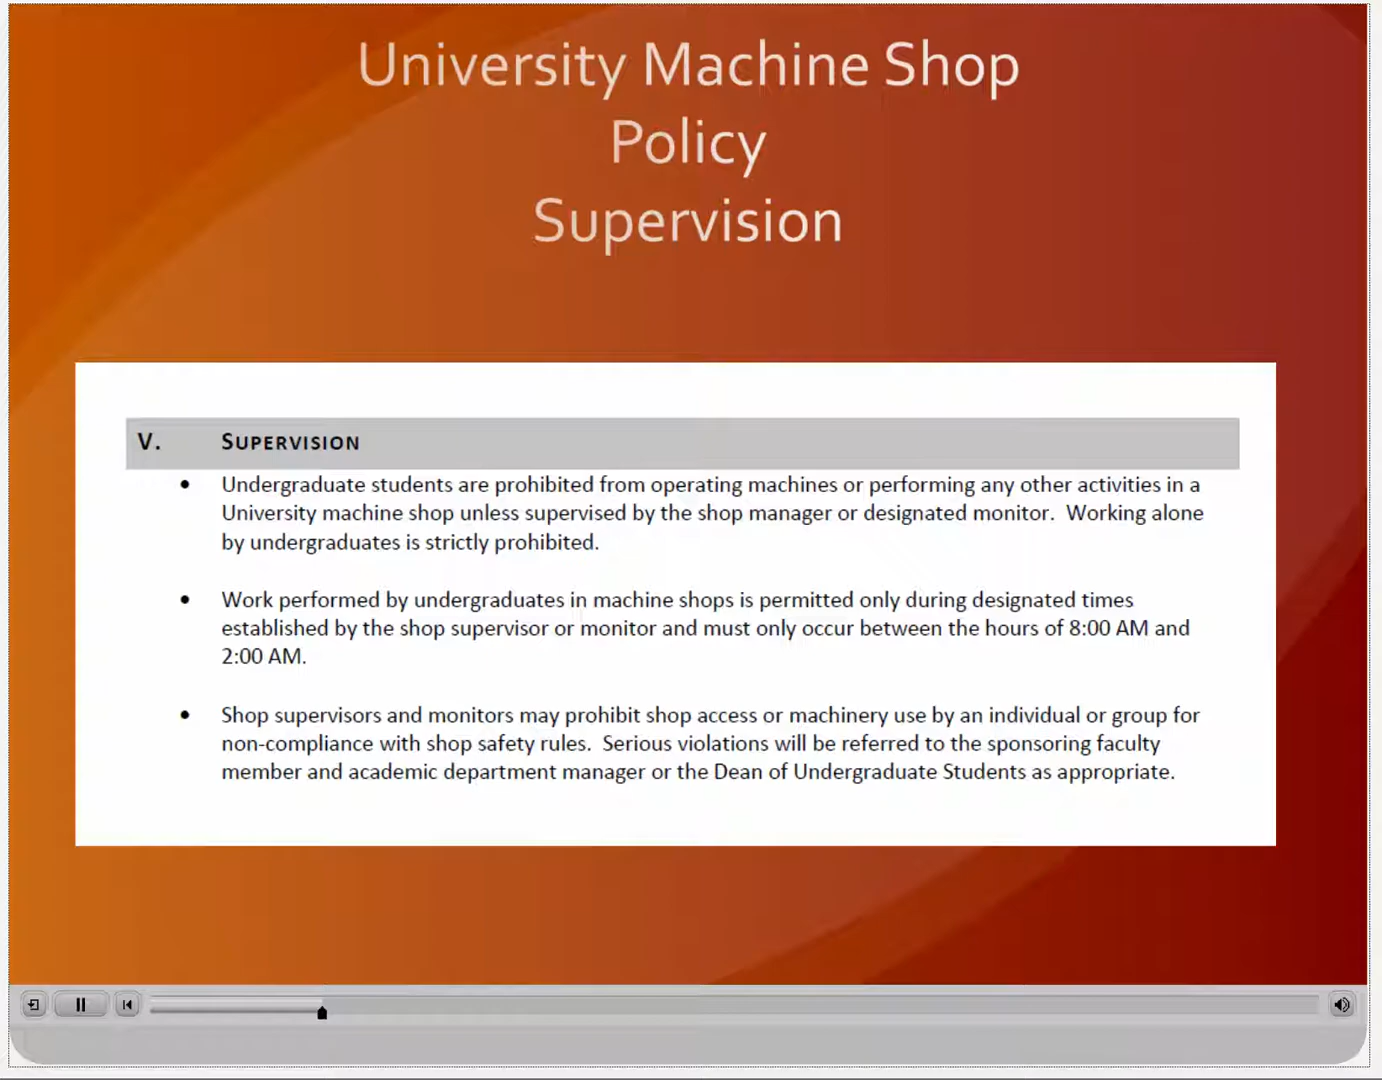 University Machine Shop
Policy
Supervision
V. SUPERVISION
• Undergraduate students are prohibited from operating machines or performing any other activities in a
University machine shop unless supervised by the shop manager or designated monitor.  Working alone
by undergraduates is strictly prohibited.
• Work performed by undergraduates in machine shops is permitted only during designated times
established by the shop supervisor or monitor and must only occur between the hours of 8:00 AM and
2:00 AM.
• Shop supervisors and monitors may prohibit shop access or machinery use by an individual or group for
non-compliance with shop safety rules.  Serious violations will be referred to the sponsoring faculty
member and academic department manager or the Dean of Undergraduate Students as appropriate.